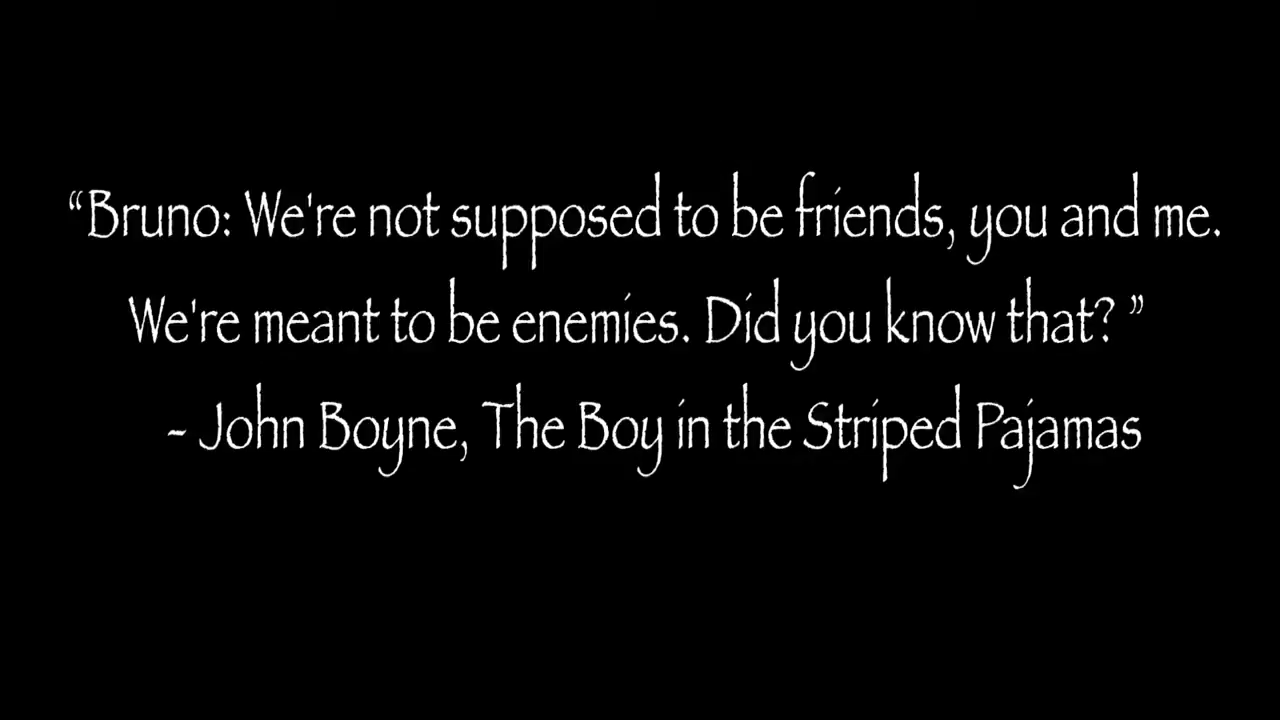 “Bruno: We're not supposed to be friends, you and me.
We're meant to be enemies. Did you know that? ”
- John Boyne, The Boy in the Striped Pajamas